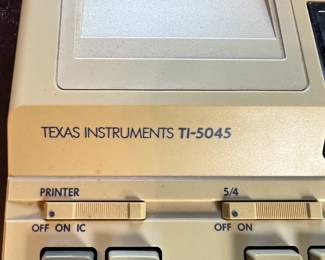 TEXAS INSTRUMENTS TI-5045
PRINTER 5/4
OFF ON IC OFF ON